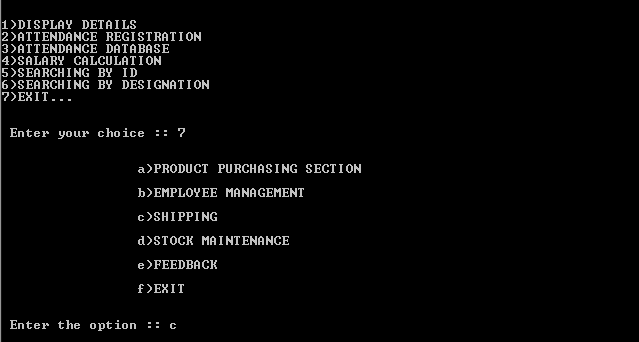 1)DISPLAY DETAILS
2)ATTENDANCE REGISTRATION
3)ATTENDANCE DATABASE
4)SALARY CALCULATION
5)SEARCHING BY ID
6)SEARCHING BY DESIGNATION
7)EXIT...
Enter your choice :: 7
a)PRODUCT PURCHASING SECTION
b)EMPLOYEE MANAGEMENT
c)SHIPPING
d)STOCK MAINTENANCE
e)FEEDBACK
f)EXIT
Enter the option :: c